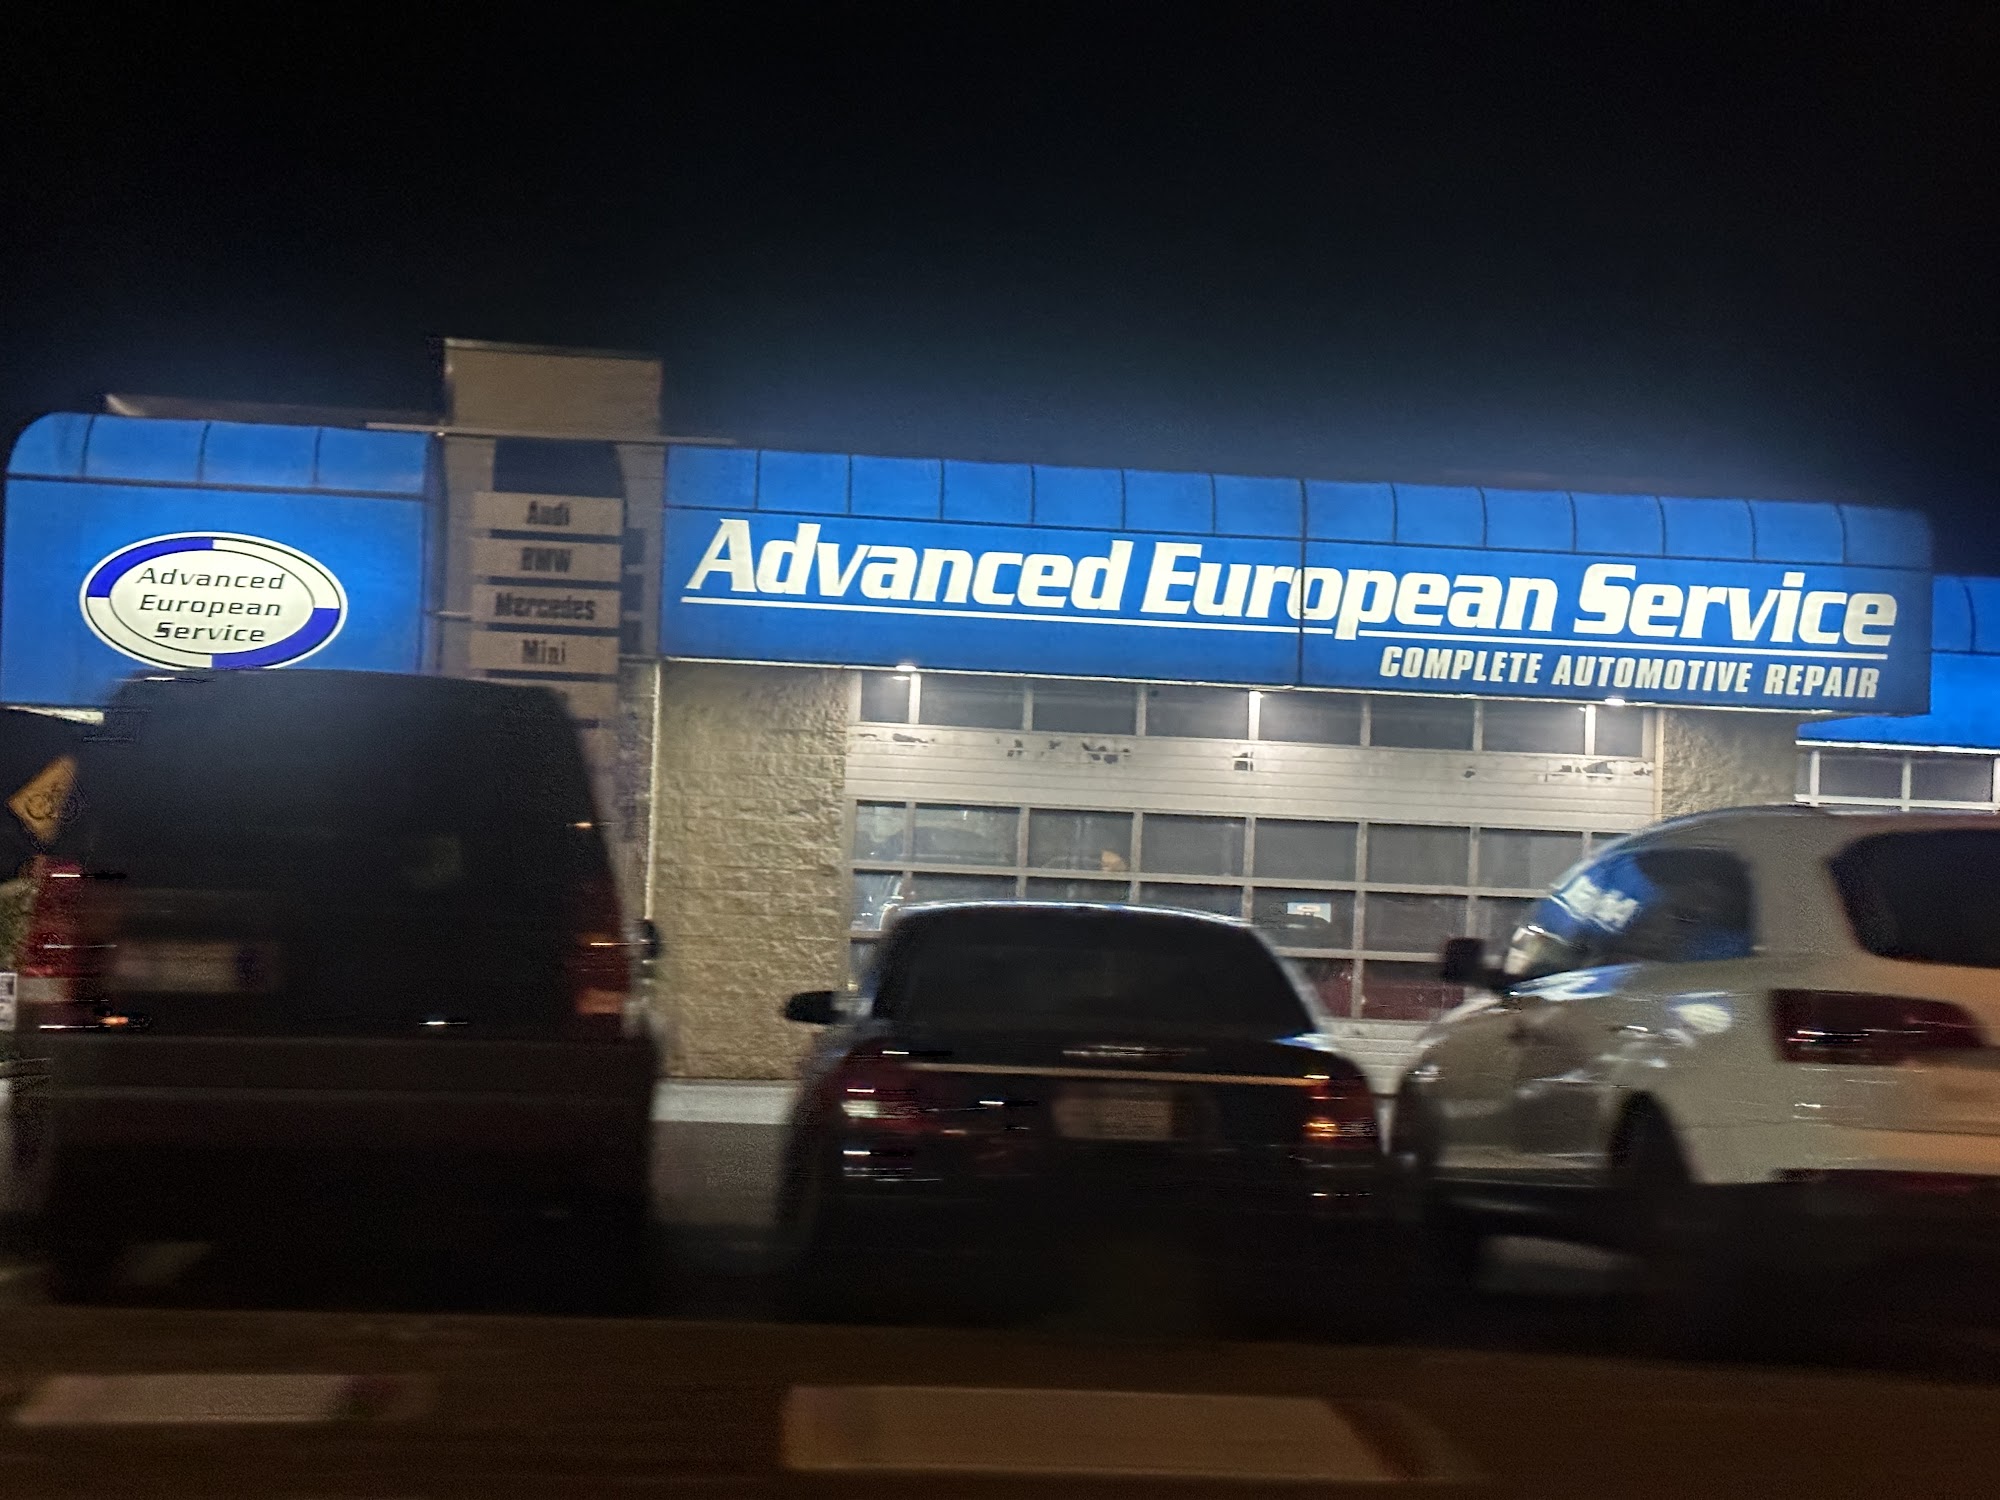 Advanced
European
Service
Audi
BMW
Mercedes
Mini
Advanced European Service
COMPLETE AUTOMOTIVE REPAIR